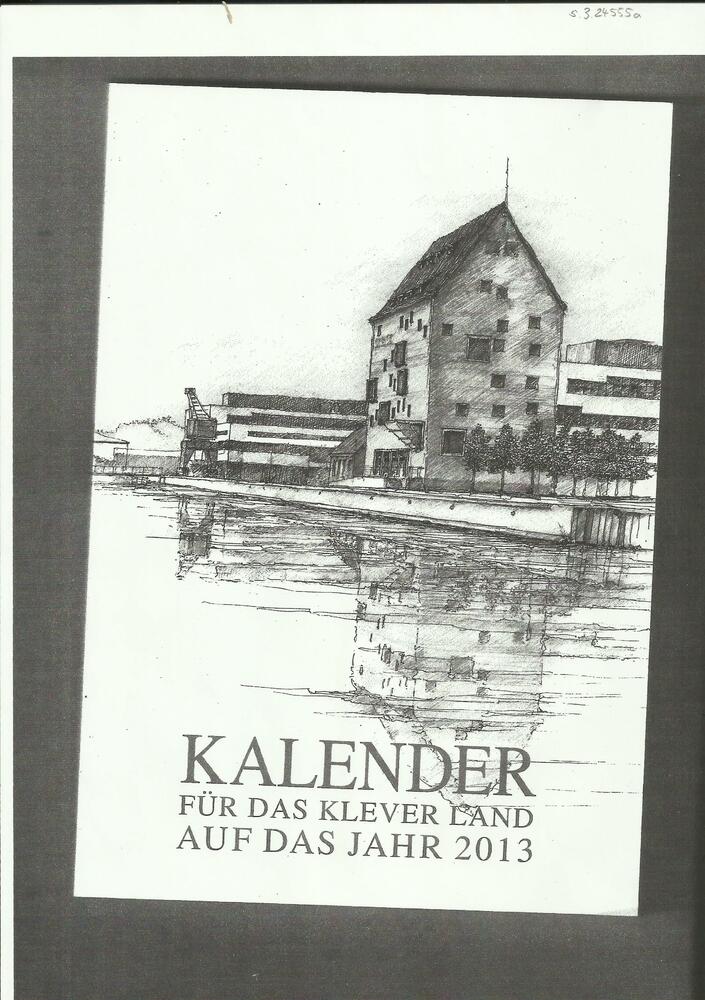 s.3.24555a
KALENDER
FÜR DAS KLEVER LAND
AUF DAS JAHR 2013